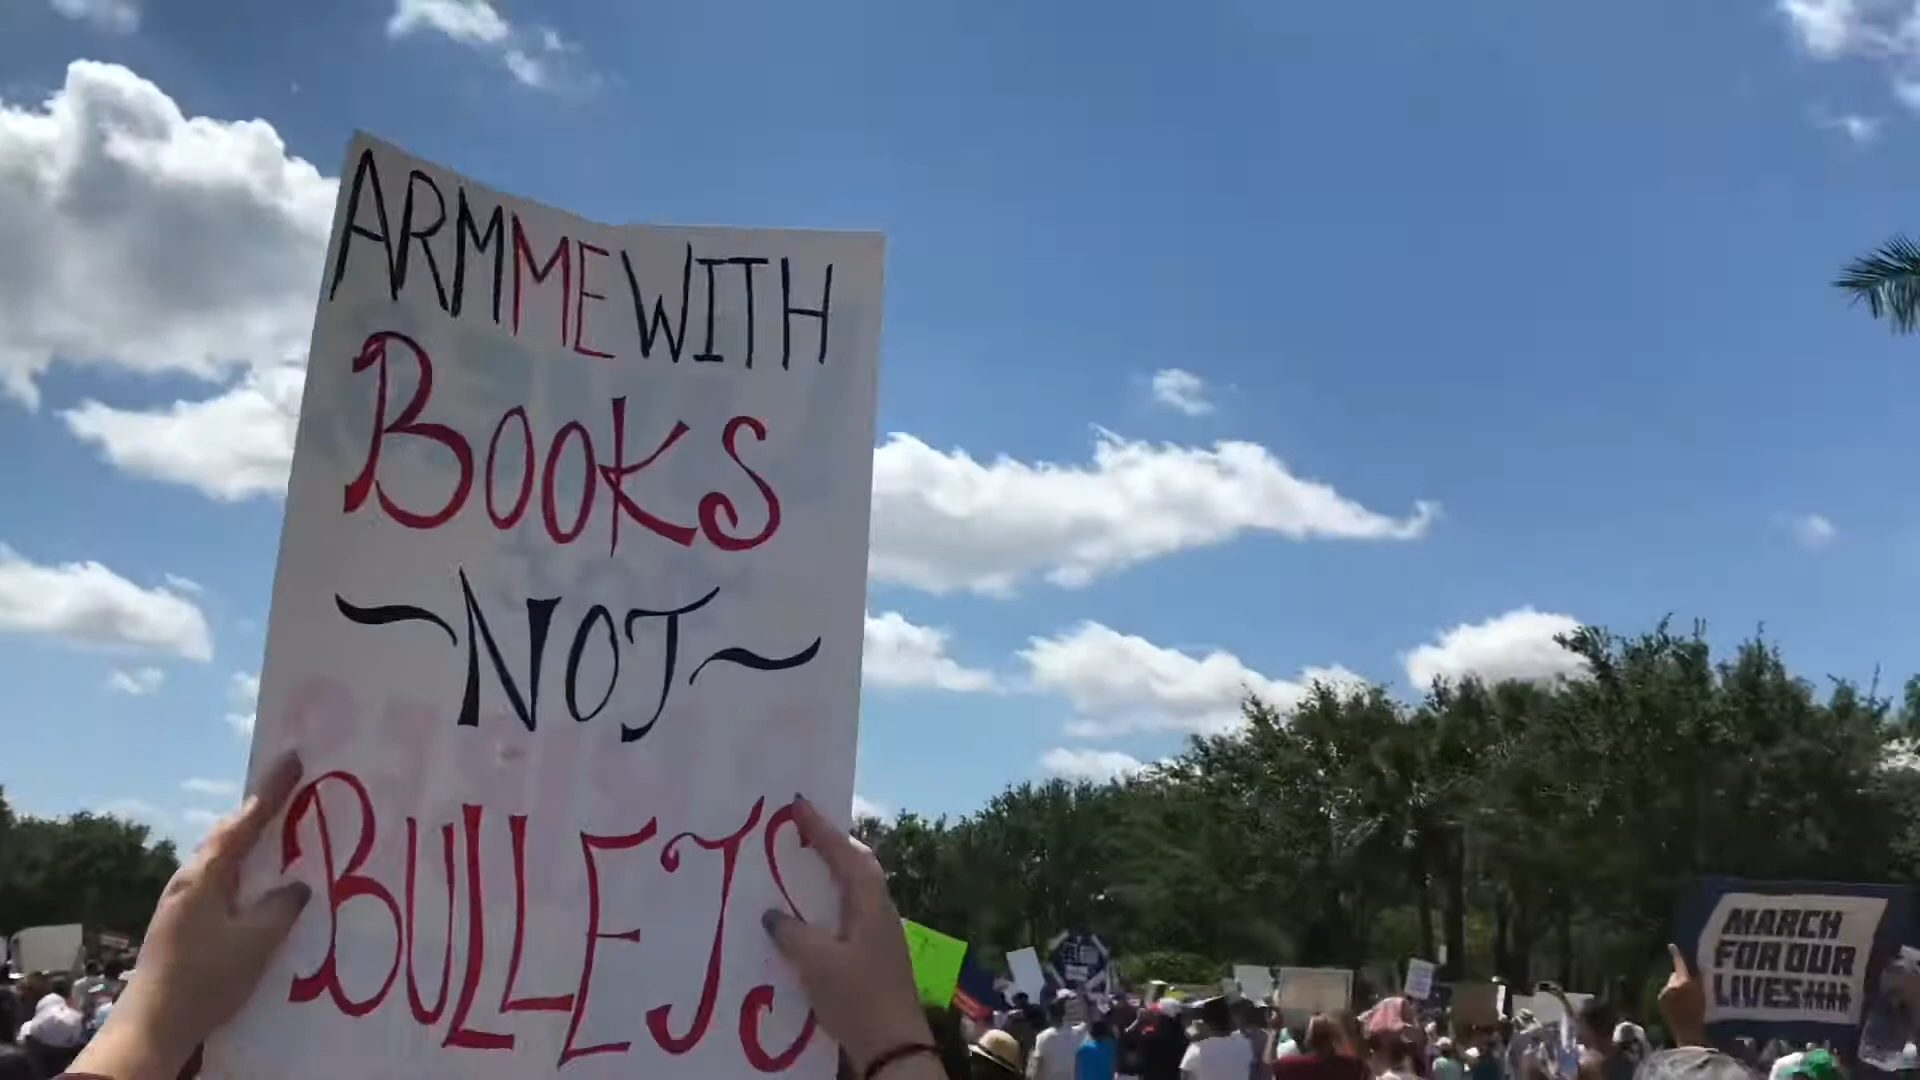 ARM ME WITH
BOOKS
~NOT~
BULLETS
MARCH
FOR OUR
LIVES